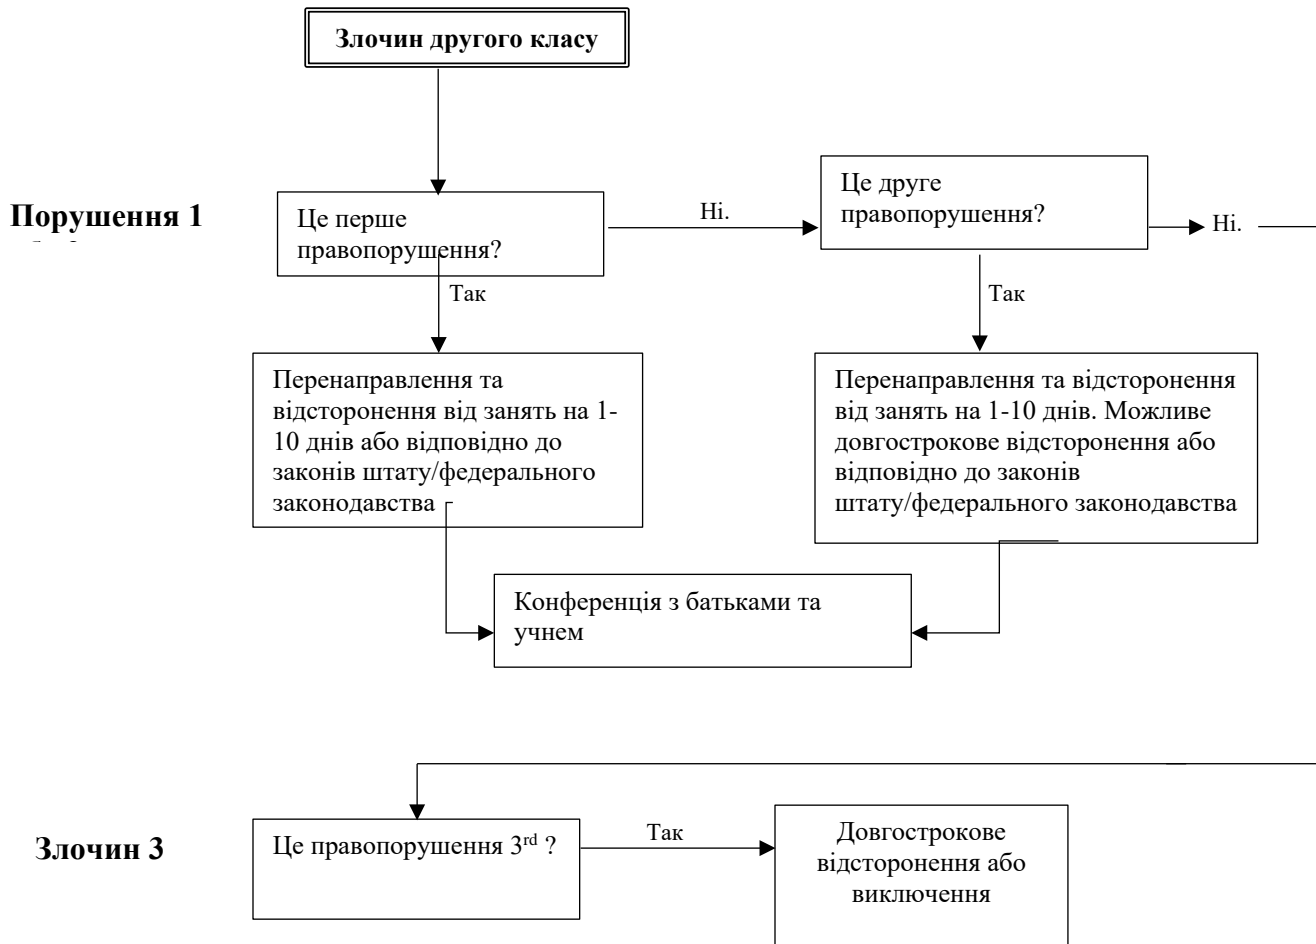 Злочин другого класу
Порушення 1
Це перше
правопорушення?
Ні.
Це друге
правопорушення?
Ні.
Так
Так
Перенаправлення та
відсторонення від занять на 1-
10 днів або відповідно до
законів штату/федерального
законодавства
Перенаправлення та відсторонення
від занять на 1-10 днів. Можливе
довгострокове відсторонення або
відповідно до законів
штату/федерального законодавства
Конференція з батьками та
учнем
Злочин 3
Це правопорушення 3rd ?
Так
Довгострокове
відсторонення або
виключення